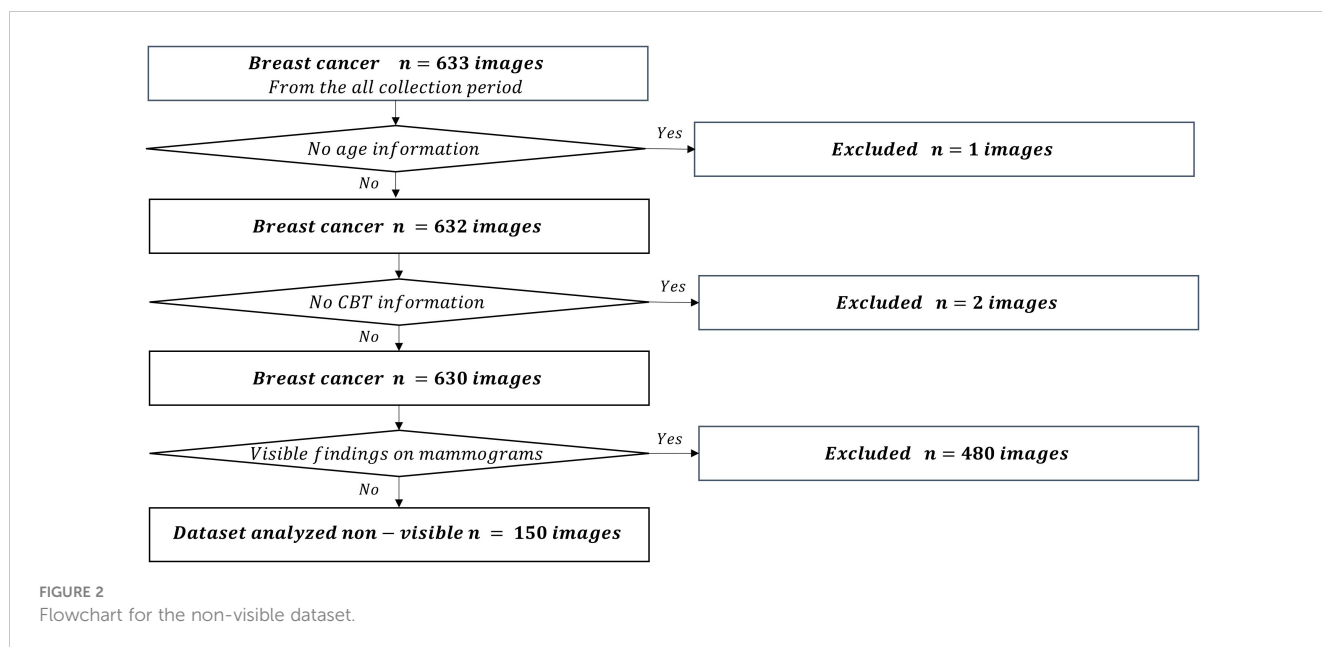 Breast cancer n = 633 images
From the all collection period
No age information
Yes
Excluded n = 1 images
No
Breast cancer n = 632 images
No CBT information
Yes
Excluded n = 2 images
No
Breast cancer n = 630 images
Visible findings on mammograms
Yes
Excluded n = 480 images
No
Dataset analyzed non − visible n = 150 images
FIGURE 2
Flowchart for the non-visible dataset.